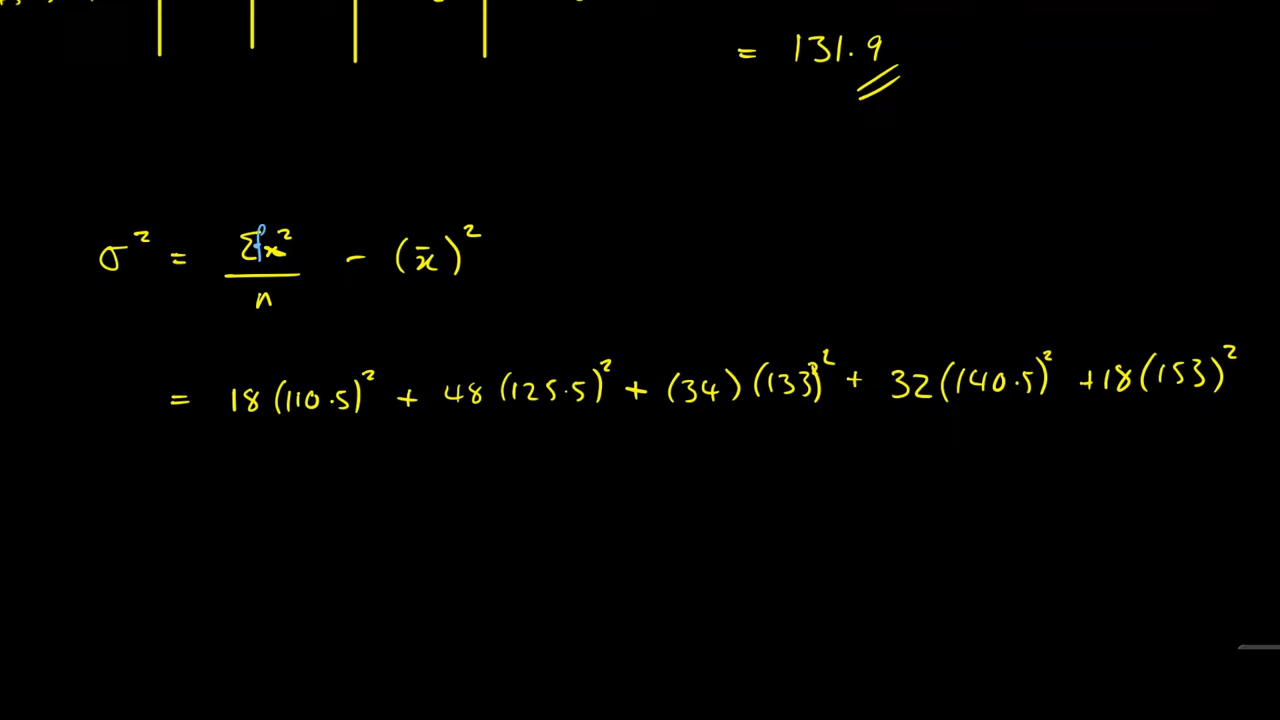 = 131.9
σ² = Σfx²/n - (x̄)²
= 18(110.5)² + 48(125.5)² + (34)(133)² + 32(140.5)² + 18(153)²